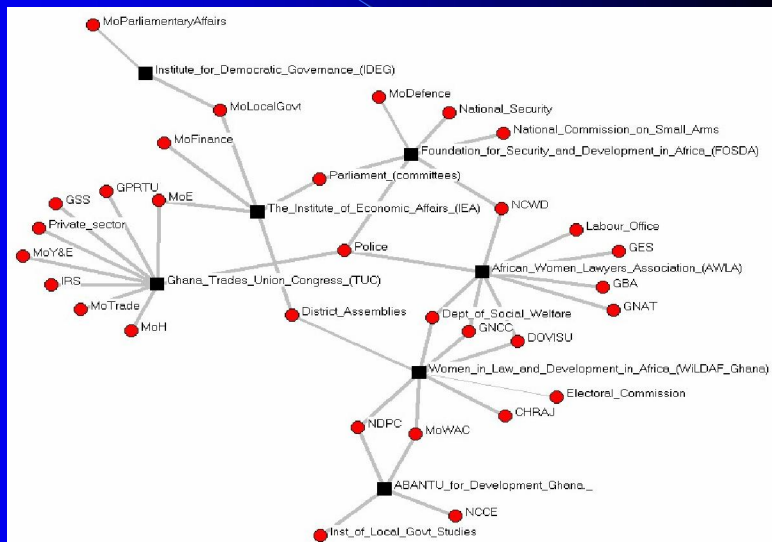 MoParliamentaryAffairs
Institute_for_Democratic_Governance_(IDEG)
MoLocalGovt
MoDefence
National_Security
MoFinance
National_Commission_on_Small_Arms
Foundation_for_Security_and_Development_in_Africa_(FOSDA)
Parliament_(committees)
GPRTU
GSS
MoE
NCWD
The_Institute_of_Economic_Affairs_(IEA)
Private_sector
Labour_Office
Police
GES
MoY&E
African_Women_Lawyers_Association_(AWLA)
IRS
Ghana_Trades_Union_Congress_(TUC)
GBA
MoTrade
GNAT
District_Assemblies
Dept_of_Social_Welfare
MoH
GNCC
DOVISU
Women_in_Law_and_Development_in_Africa_(WiLDAF_Ghana)
Electoral_Commission
CHRAJ
NDPC
MoWAC
ABANTU_for_Development_Ghana._
NCCE
Inst_of_Local_Govt_Studies